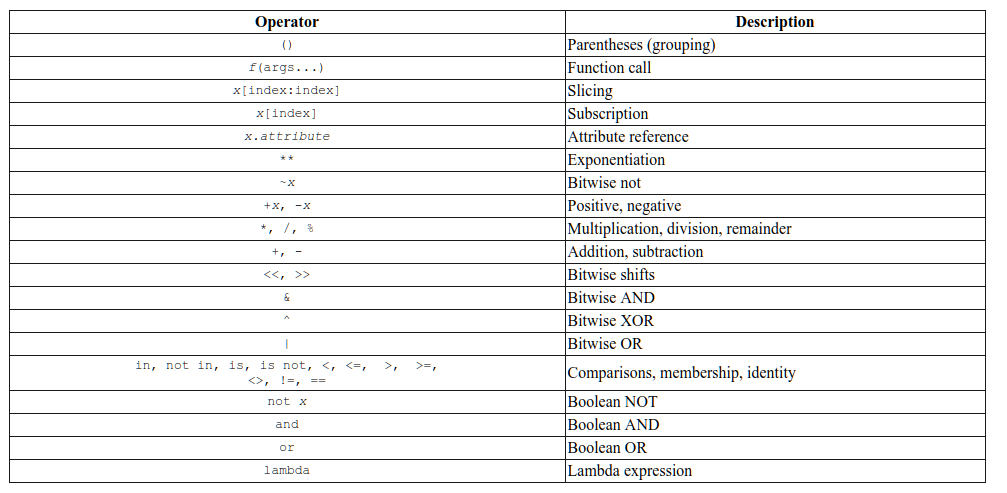 Operator Description
() Parentheses (grouping)
f(args...) Function call
x[index:index] Slicing
x[index] Subscription
x.attribute Attribute reference
** Exponentiation
~x Bitwise not
+x, -x Positive, negative
*, /, % Multiplication, division, remainder
+, - Addition, subtraction
<<, >> Bitwise shifts
& Bitwise AND
^ Bitwise XOR
| Bitwise OR
in, not in, is, is not, <, <=, >, >=,
<>, !=, == Comparisons, membership, identity
not x Boolean NOT
and Boolean AND
or Boolean OR
lambda Lambda expression